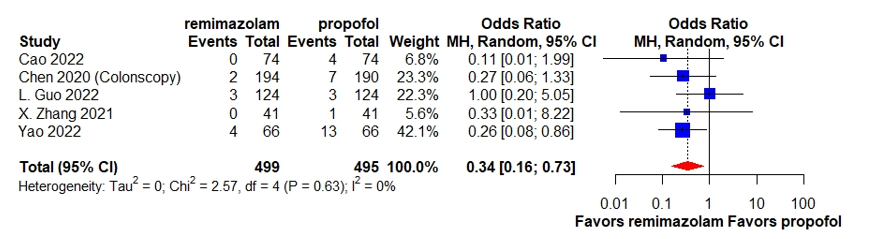 remimazolam propofol Odds Ratio Odds Ratio
Study Events Total Events Total Weight MH, Random, 95% CI MH, Random, 95% CI
Cao 2022 0 74 4 74 6.8% 0.11 [0.01; 1.99]
Chen 2020 (Colonscopy) 2 194 7 190 23.3% 0.27 [0.06; 1.33]
L. Guo 2022 3 124 3 124 22.3% 1.00 [0.20; 5.05]
X. Zhang 2021 0 41 1 41 5.6% 0.33 [0.01; 8.22]
Yao 2022 4 66 13 66 42.1% 0.26 [0.08; 0.86]
Total (95% CI) 499 495 100.0% 0.34 [0.16; 0.73]
Heterogeneity: Tau² = 0; Chi² = 2.57, df = 4 (P = 0.63); I² = 0%
0.01 0.1 1 10 100
Favors remimazolam Favors propofol